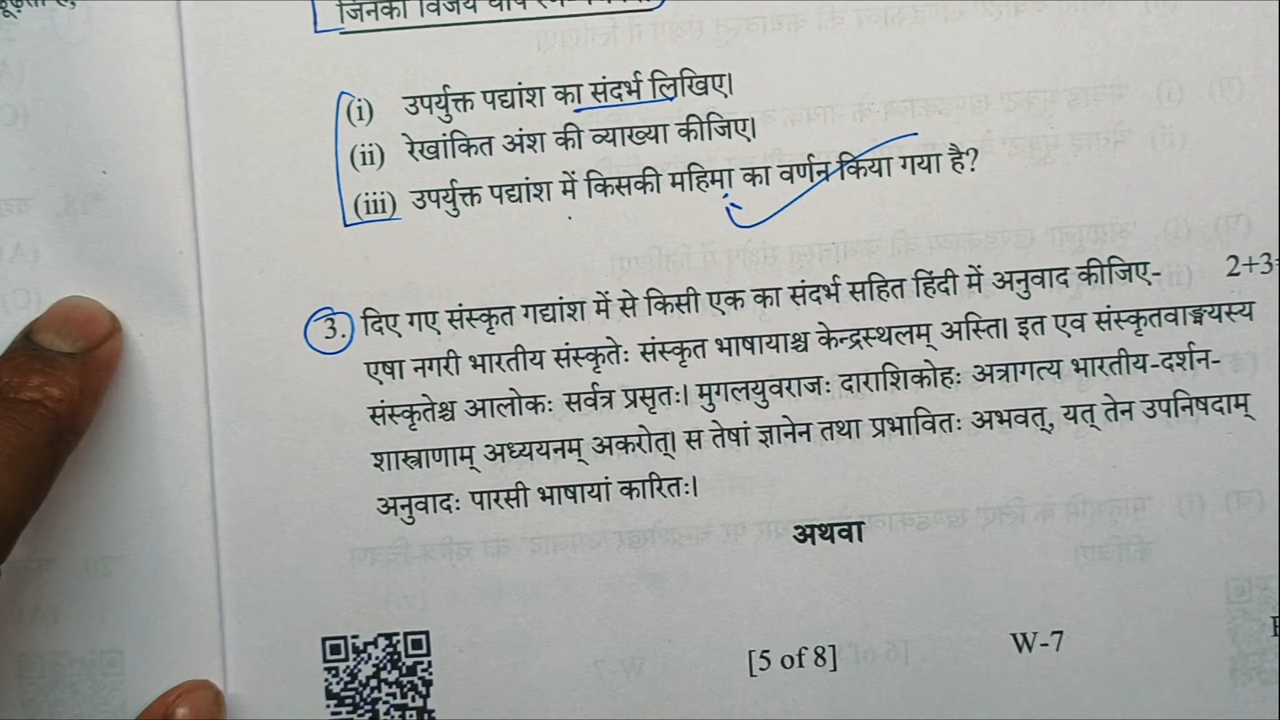 जिनकी विजय
(i) उपर्युक्त पद्यांश का संदर्भ लिखिए।
(ii) रेखांकित अंश की व्याख्या कीजिए।
(iii) उपर्युक्त पद्यांश में किसकी महिमा का वर्णन किया गया है?
3. दिए गए संस्कृत गद्यांश में से किसी एक का संदर्भ सहित हिंदी में अनुवाद कीजिए- 2+3
एषा नगरी भारतीय संस्कृतेः संस्कृत भाषायाश्च केन्द्रस्थलम् अस्ति। इत एव संस्कृतवाङ्मयस्य
संस्कृतेश्च आलोकः सर्वत्र प्रसृतः। मुगलयुवराजः दाराशिकोहः अत्रागत्य भारतीय-दर्शन-
शास्त्राणाम् अध्ययनम् अकरोत्। स तेषां ज्ञानेन तथा प्रभावितः अभवत्, यत् तेन उपनिषदाम्
अनुवादः पारसी भाषायां कारितः।
अथवा
[5 of 8] W-7